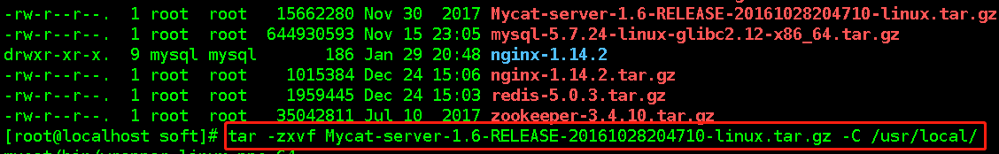 -rw-r--r--. 1 root root 15662280 Nov 30 2017 Mycat-server-1.6-RELEASE-20161028204710-linux.tar.gz
-rw-r--r--. 1 root root 644930593 Nov 15 23:05 mysql-5.7.24-linux-glibc2.12-x86_64.tar.gz
drwxr-xr-x. 9 mysql mysql 186 Jan 29 20:48 nginx-1.14.2
-rw-r--r--. 1 root root 1015384 Dec 24 15:06 nginx-1.14.2.tar.gz
-rw-r--r--. 1 root root 1959445 Dec 24 15:03 redis-5.0.3.tar.gz
-rw-r--r--. 1 root root 35042811 Jul 10 2017 zookeeper-3.4.10.tar.gz
[root@localhost soft]# tar -zxvf Mycat-server-1.6-RELEASE-20161028204710-linux.tar.gz -C /usr/local/